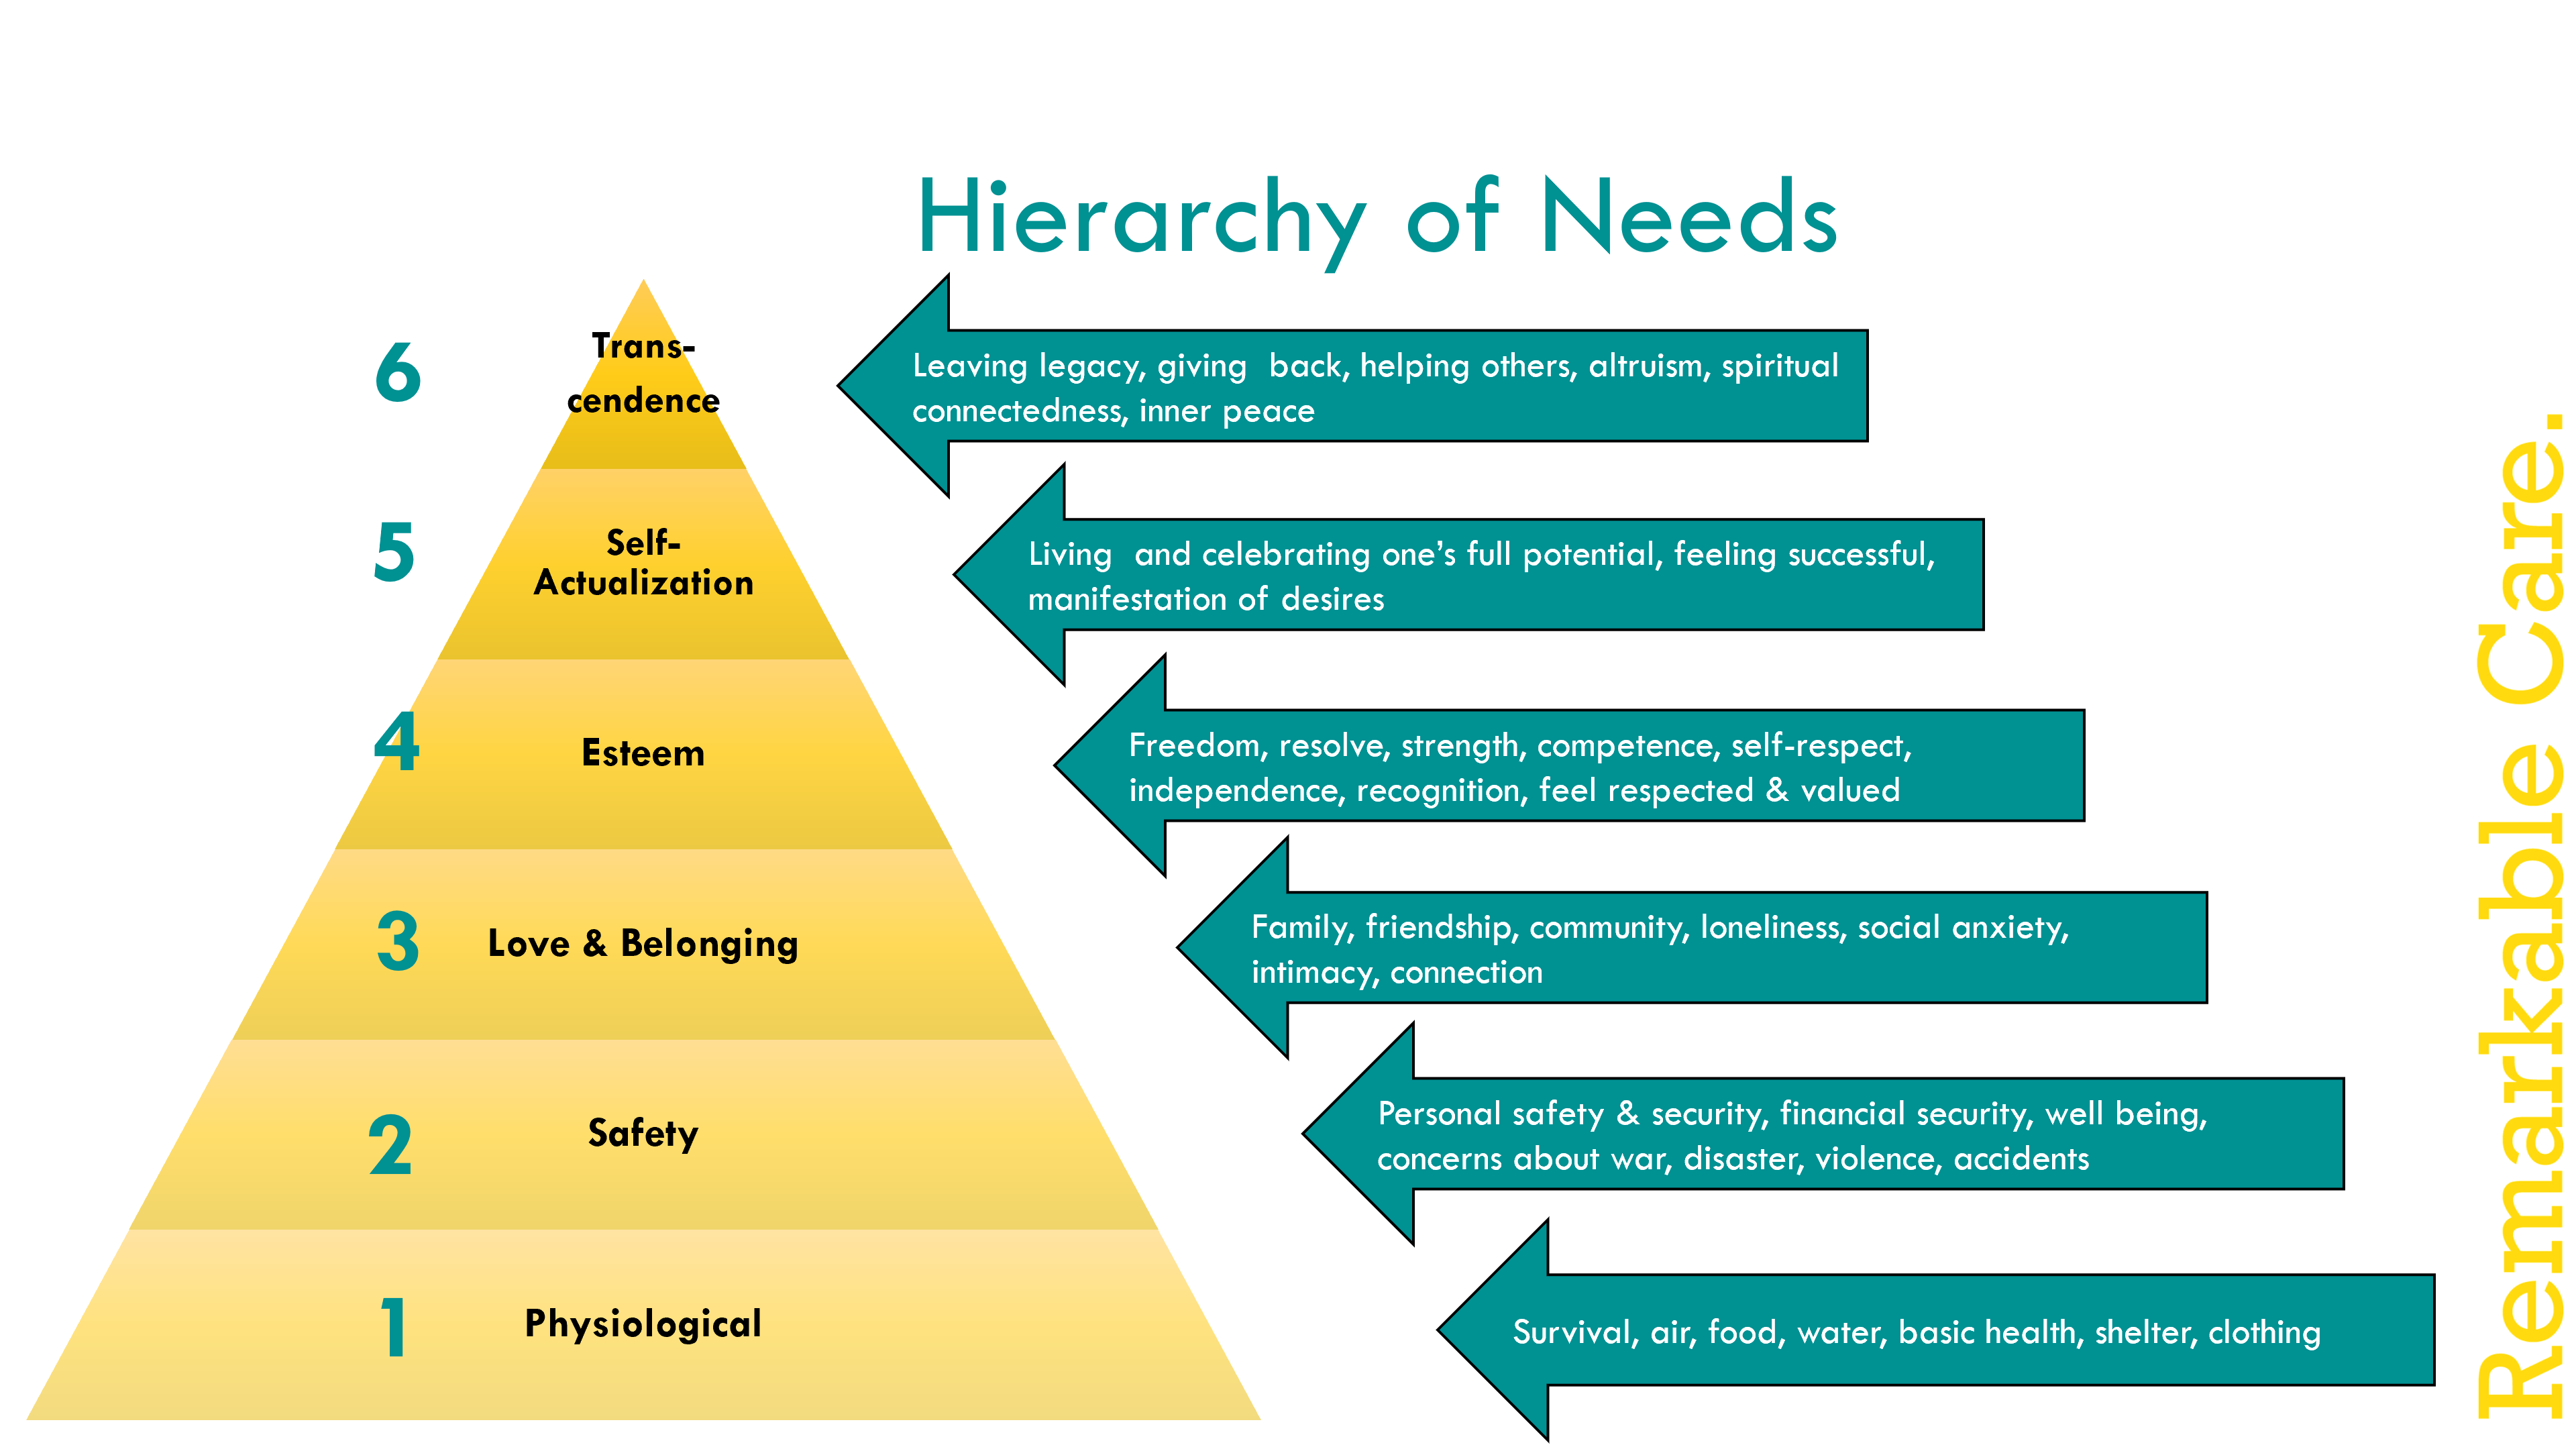 Hierarchy of Needs
6
Trans-
cendence
Leaving legacy, giving  back, helping others, altruism, spiritual
connectedness, inner peace
5
Self-
Actualization
Living  and celebrating one’s full potential, feeling successful,
manifestation of desires
4
Esteem
Freedom, resolve, strength, competence, self-respect,
independence, recognition, feel respected & valued
3
Love & Belonging
Family, friendship, community, loneliness, social anxiety,
intimacy, connection
2
Safety
Personal safety & security, financial security, well being,
concerns about war, disaster, violence, accidents
1
Physiological
Survival, air, food, water, basic health, shelter, clothing
Remarkable Care.